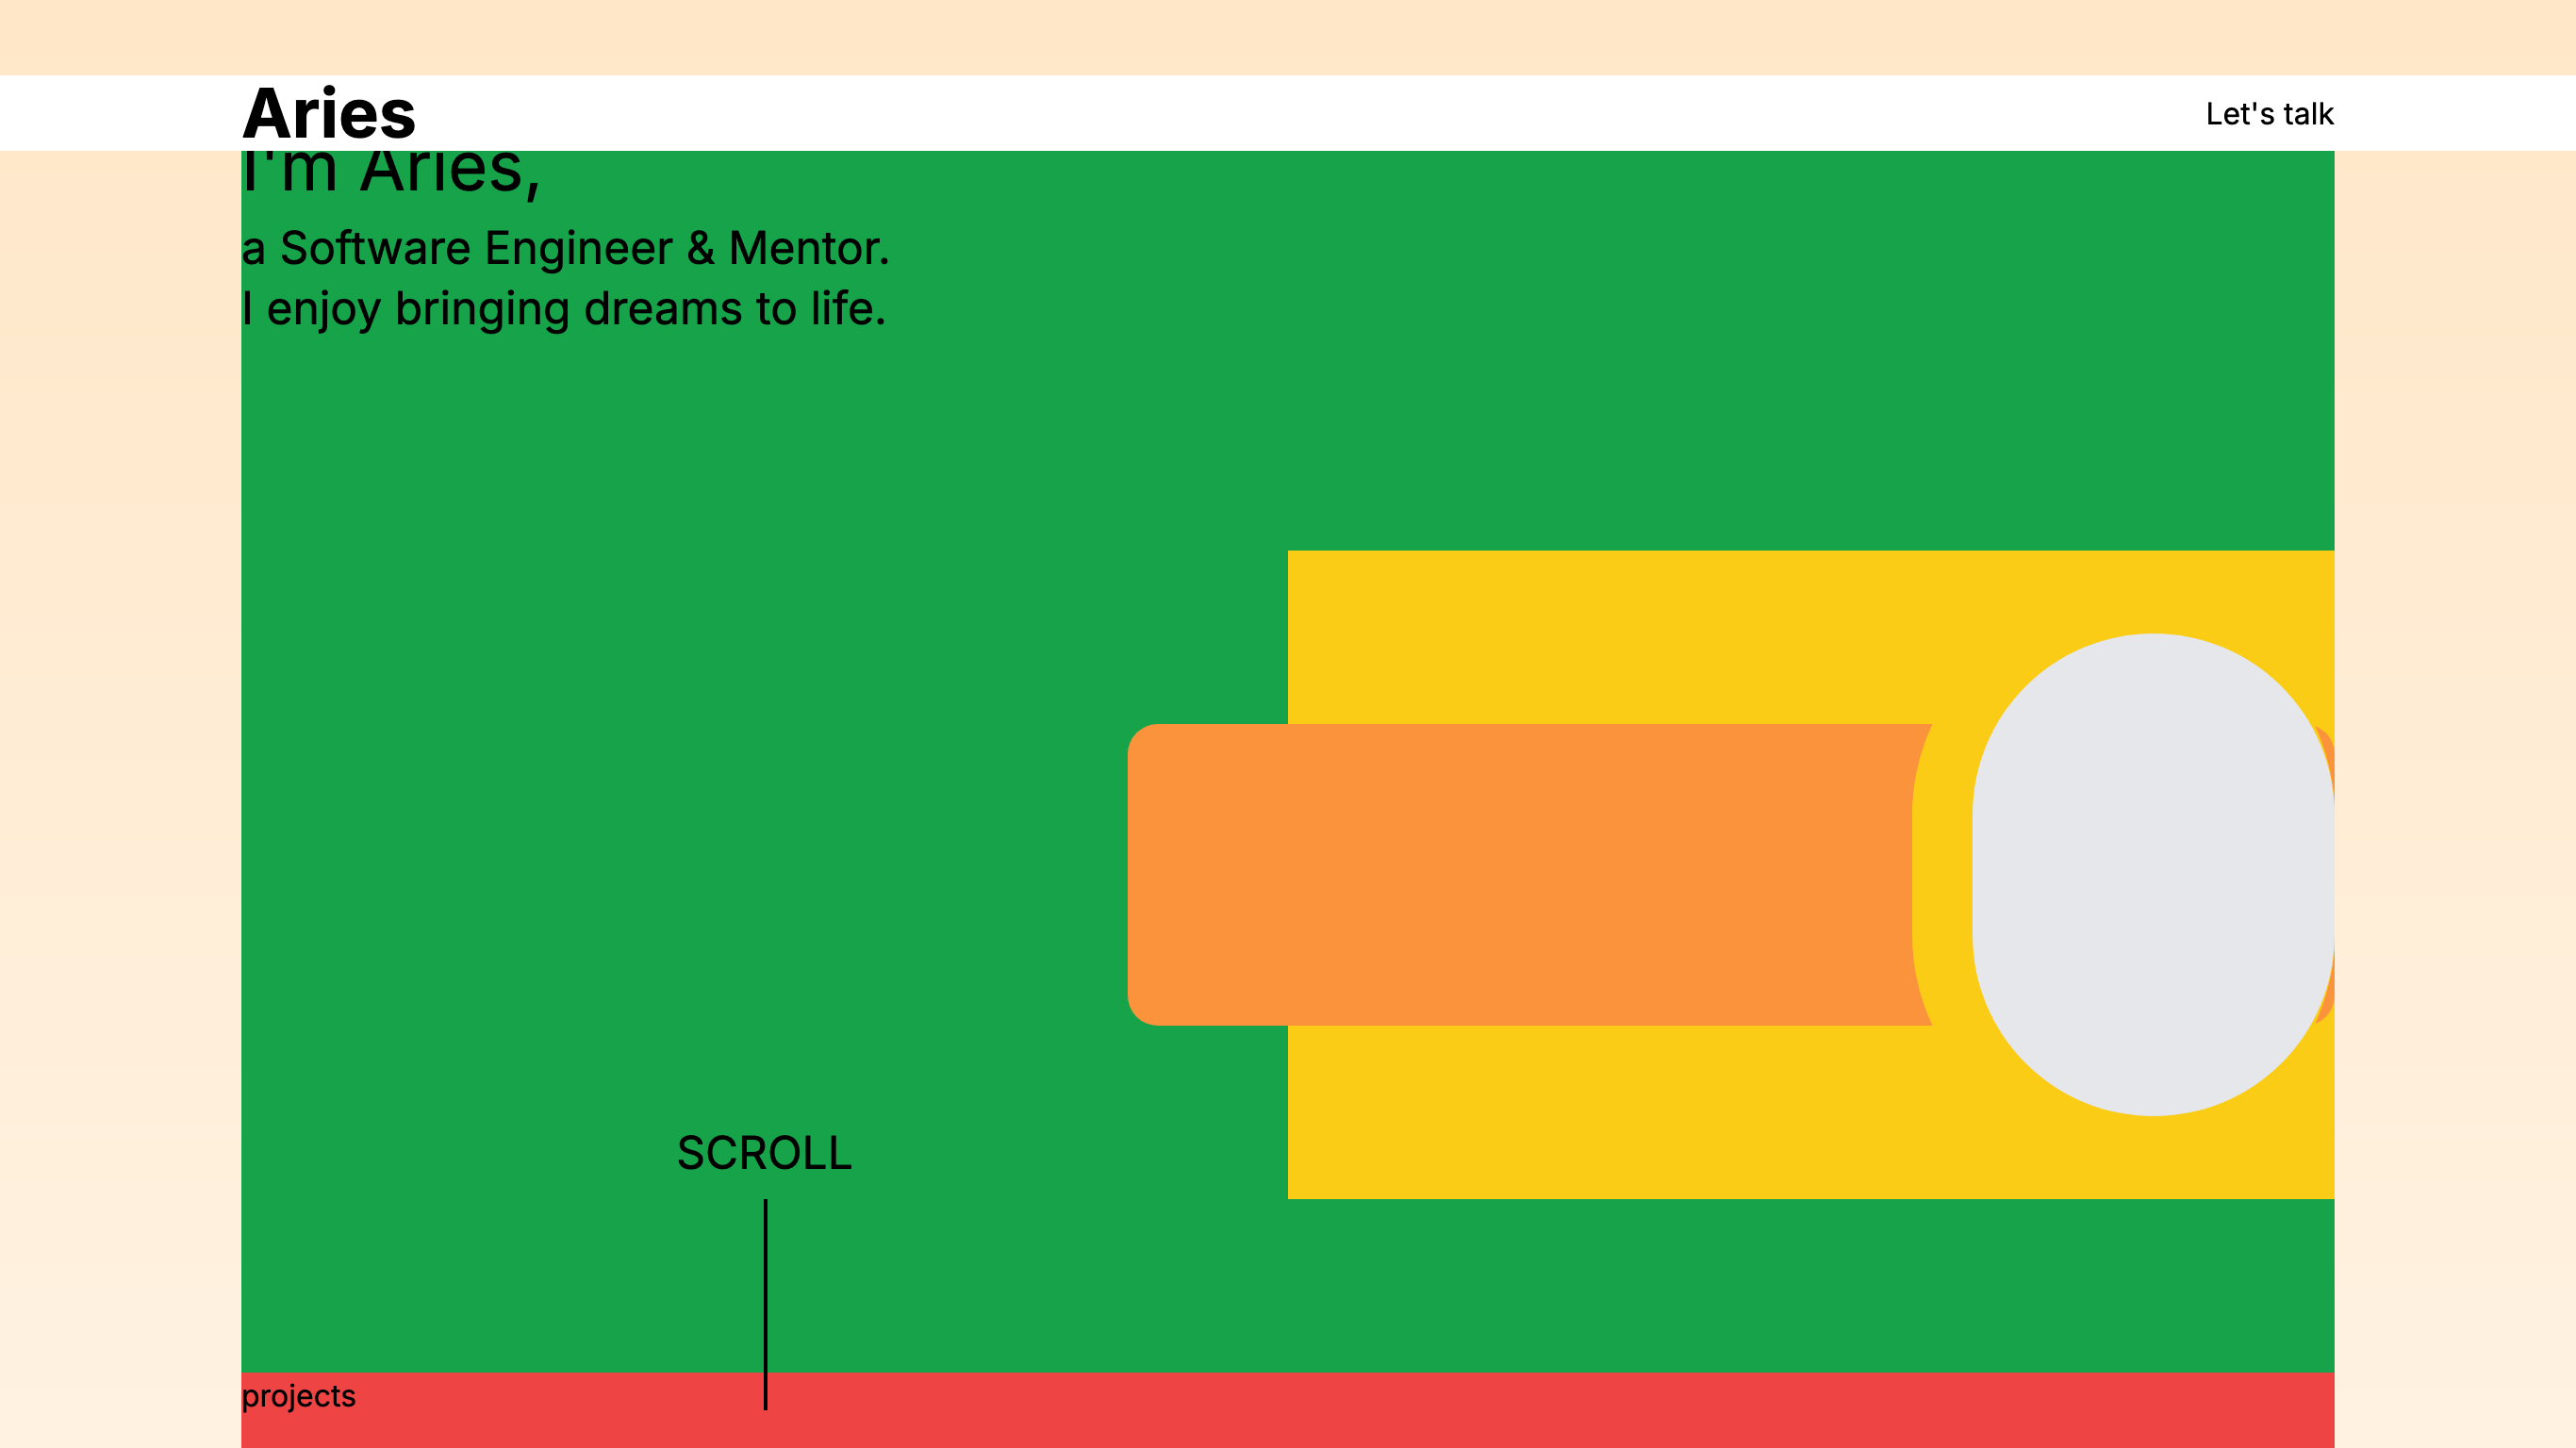 Aries
Let's talk
I'm Aries,
a Software Engineer & Mentor.
I enjoy bringing dreams to life.
SCROLL
projects